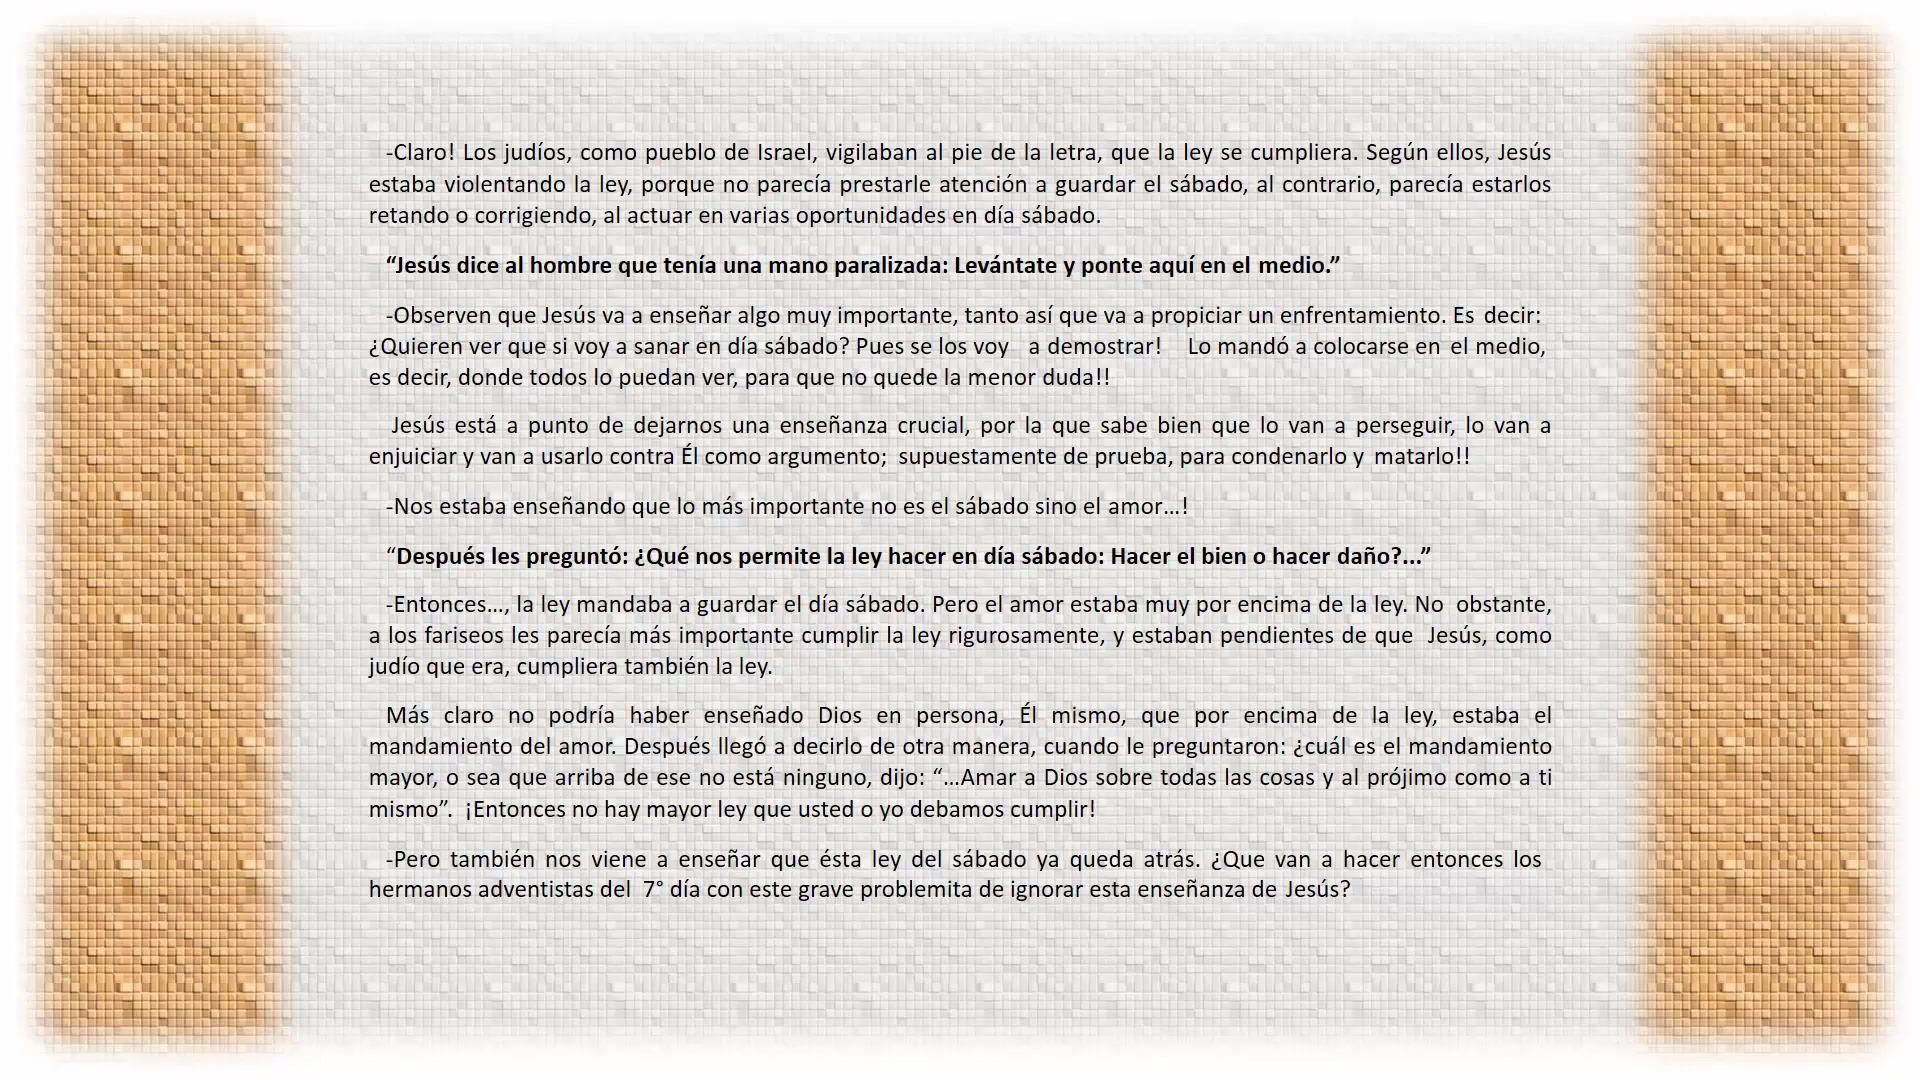 -Claro! Los judíos, como pueblo de Israel, vigilaban al pie de la letra, que la ley se cumpliera. Según ellos, Jesús
estaba violentando la ley, porque no parecía prestarle atención a guardar el sábado, al contrario, parecía estarlos
retando o corrigiendo, al actuar en varias oportunidades en día sábado.
“Jesús dice al hombre que tenía una mano paralizada: Levántate y ponte aquí en el medio.”
-Observen que Jesús va a enseñar algo muy importante, tanto así que va a propiciar un enfrentamiento. Es decir:
¿Quieren ver que si voy a sanar en día sábado? Pues se los voy a demostrar! Lo mandó a colocarse en el medio,
es decir, donde todos lo puedan ver, para que no quede la menor duda!!
Jesús está a punto de dejarnos una enseñanza crucial, por la que sabe bien que lo van a perseguir, lo van a
enjuiciar y van a usarlo contra Él como argumento; supuestamente de prueba, para condenarlo y matarlo!!
-Nos estaba enseñando que lo más importante no es el sábado sino el amor...!
“Después les preguntó: ¿Qué nos permite la ley hacer en día sábado: Hacer el bien o hacer daño?...”
-Entonces..., la ley mandaba a guardar el día sábado. Pero el amor estaba muy por encima de la ley. No obstante,
a los fariseos les parecía más importante cumplir la ley rigurosamente, y estaban pendientes de que Jesús, como
judío que era, cumpliera también la ley.
Más claro no podría haber enseñado Dios en persona, Él mismo, que por encima de la ley, estaba el
mandamiento del amor. Después llegó a decirlo de otra manera, cuando le preguntaron: ¿cuál es el mandamiento
mayor, o sea que arriba de ese no está ninguno, dijo: “...Amar a Dios sobre todas las cosas y al prójimo como a ti
mismo”. ¡Entonces no hay mayor ley que usted o yo debamos cumplir!
-Pero también nos viene a enseñar que ésta ley del sábado ya queda atrás. ¿Que van a hacer entonces los
hermanos adventistas del 7° día con este grave problemita de ignorar esta enseñanza de Jesús?